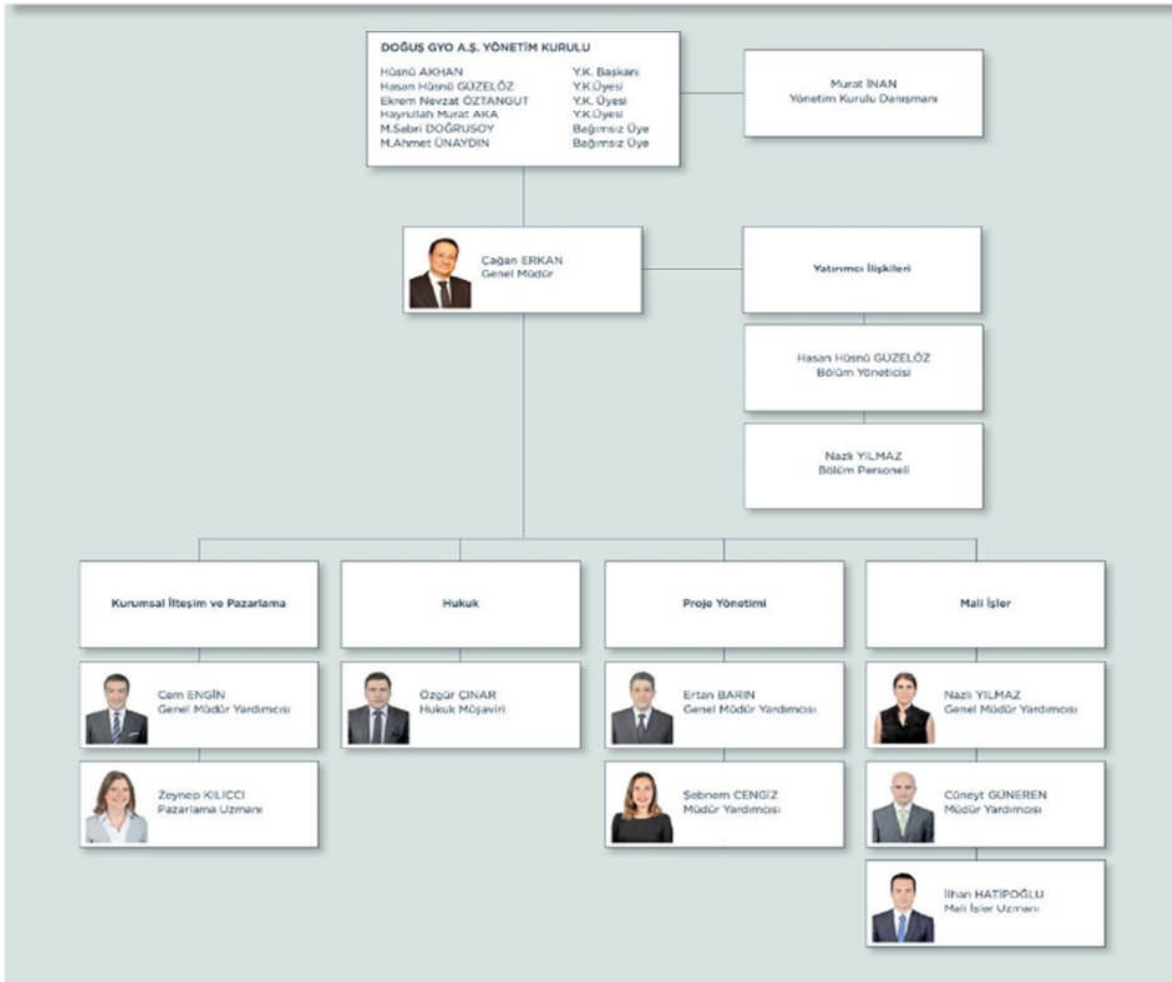 DOĞUŞ GYO A.Ş. YÖNETİM KURULU
Hüsnü AKHAN Y.K. Başkanı
Hasan Hüsnü GÜZELÖZ Y.K.Üyesi
Ekrem Nevzat ÖZTANGUT Y.K. Üyesi
Hayrullah Murat AKA Y.K.Üyesi
M.Sabri DOĞRUSOY Bağımsız Üye
M.Ahmet ÜNAYDIN Bağımsız Üye
Murat İNAN
Yönetim Kurulu Danışmanı
Çağan ERKAN
Genel Müdür
Yatırımcı İlişkileri
Hasan Hüsnü GÜZELÖZ
Bölüm Yöneticisi
Nazlı YILMAZ
Bölüm Personeli
Kurumsal İlteşim ve Pazarlama
Hukuk
Proje Yönetimi
Mali İşler
Cem ENGİN
Genel Müdür Yardımcısı
Özgür ÇINAR
Hukuk Müşaviri
Ertan BARIN
Genel Müdür Yardımcısı
Nazlı YILMAZ
Genel Müdür Yardımcısı
Zeynep KILIÇCI
Pazarlama Uzmanı
Şebnem CENGİZ
Müdür Yardımcısı
Cüneyt GÜNEREN
Müdür Yardımcısı
İlhan HATİPOĞLU
Mali İşler Uzmanı